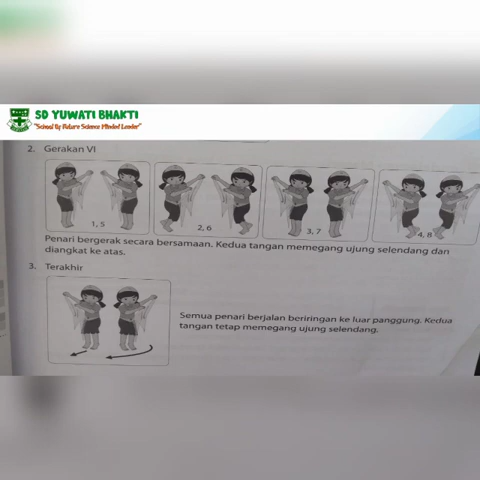 SD YUWATI BHAKTI
"School Of Future Science Minded Leader"
2. Gerakan VI
1, 5
2, 6
3, 7
4, 8
Penari bergerak secara bersamaan. Kedua tangan memegang ujung selendang dan
diangkat ke atas.
3. Terakhir
Semua penari berjalan beriringan ke luar panggung. Kedua
tangan tetap memegang ujung selendang.